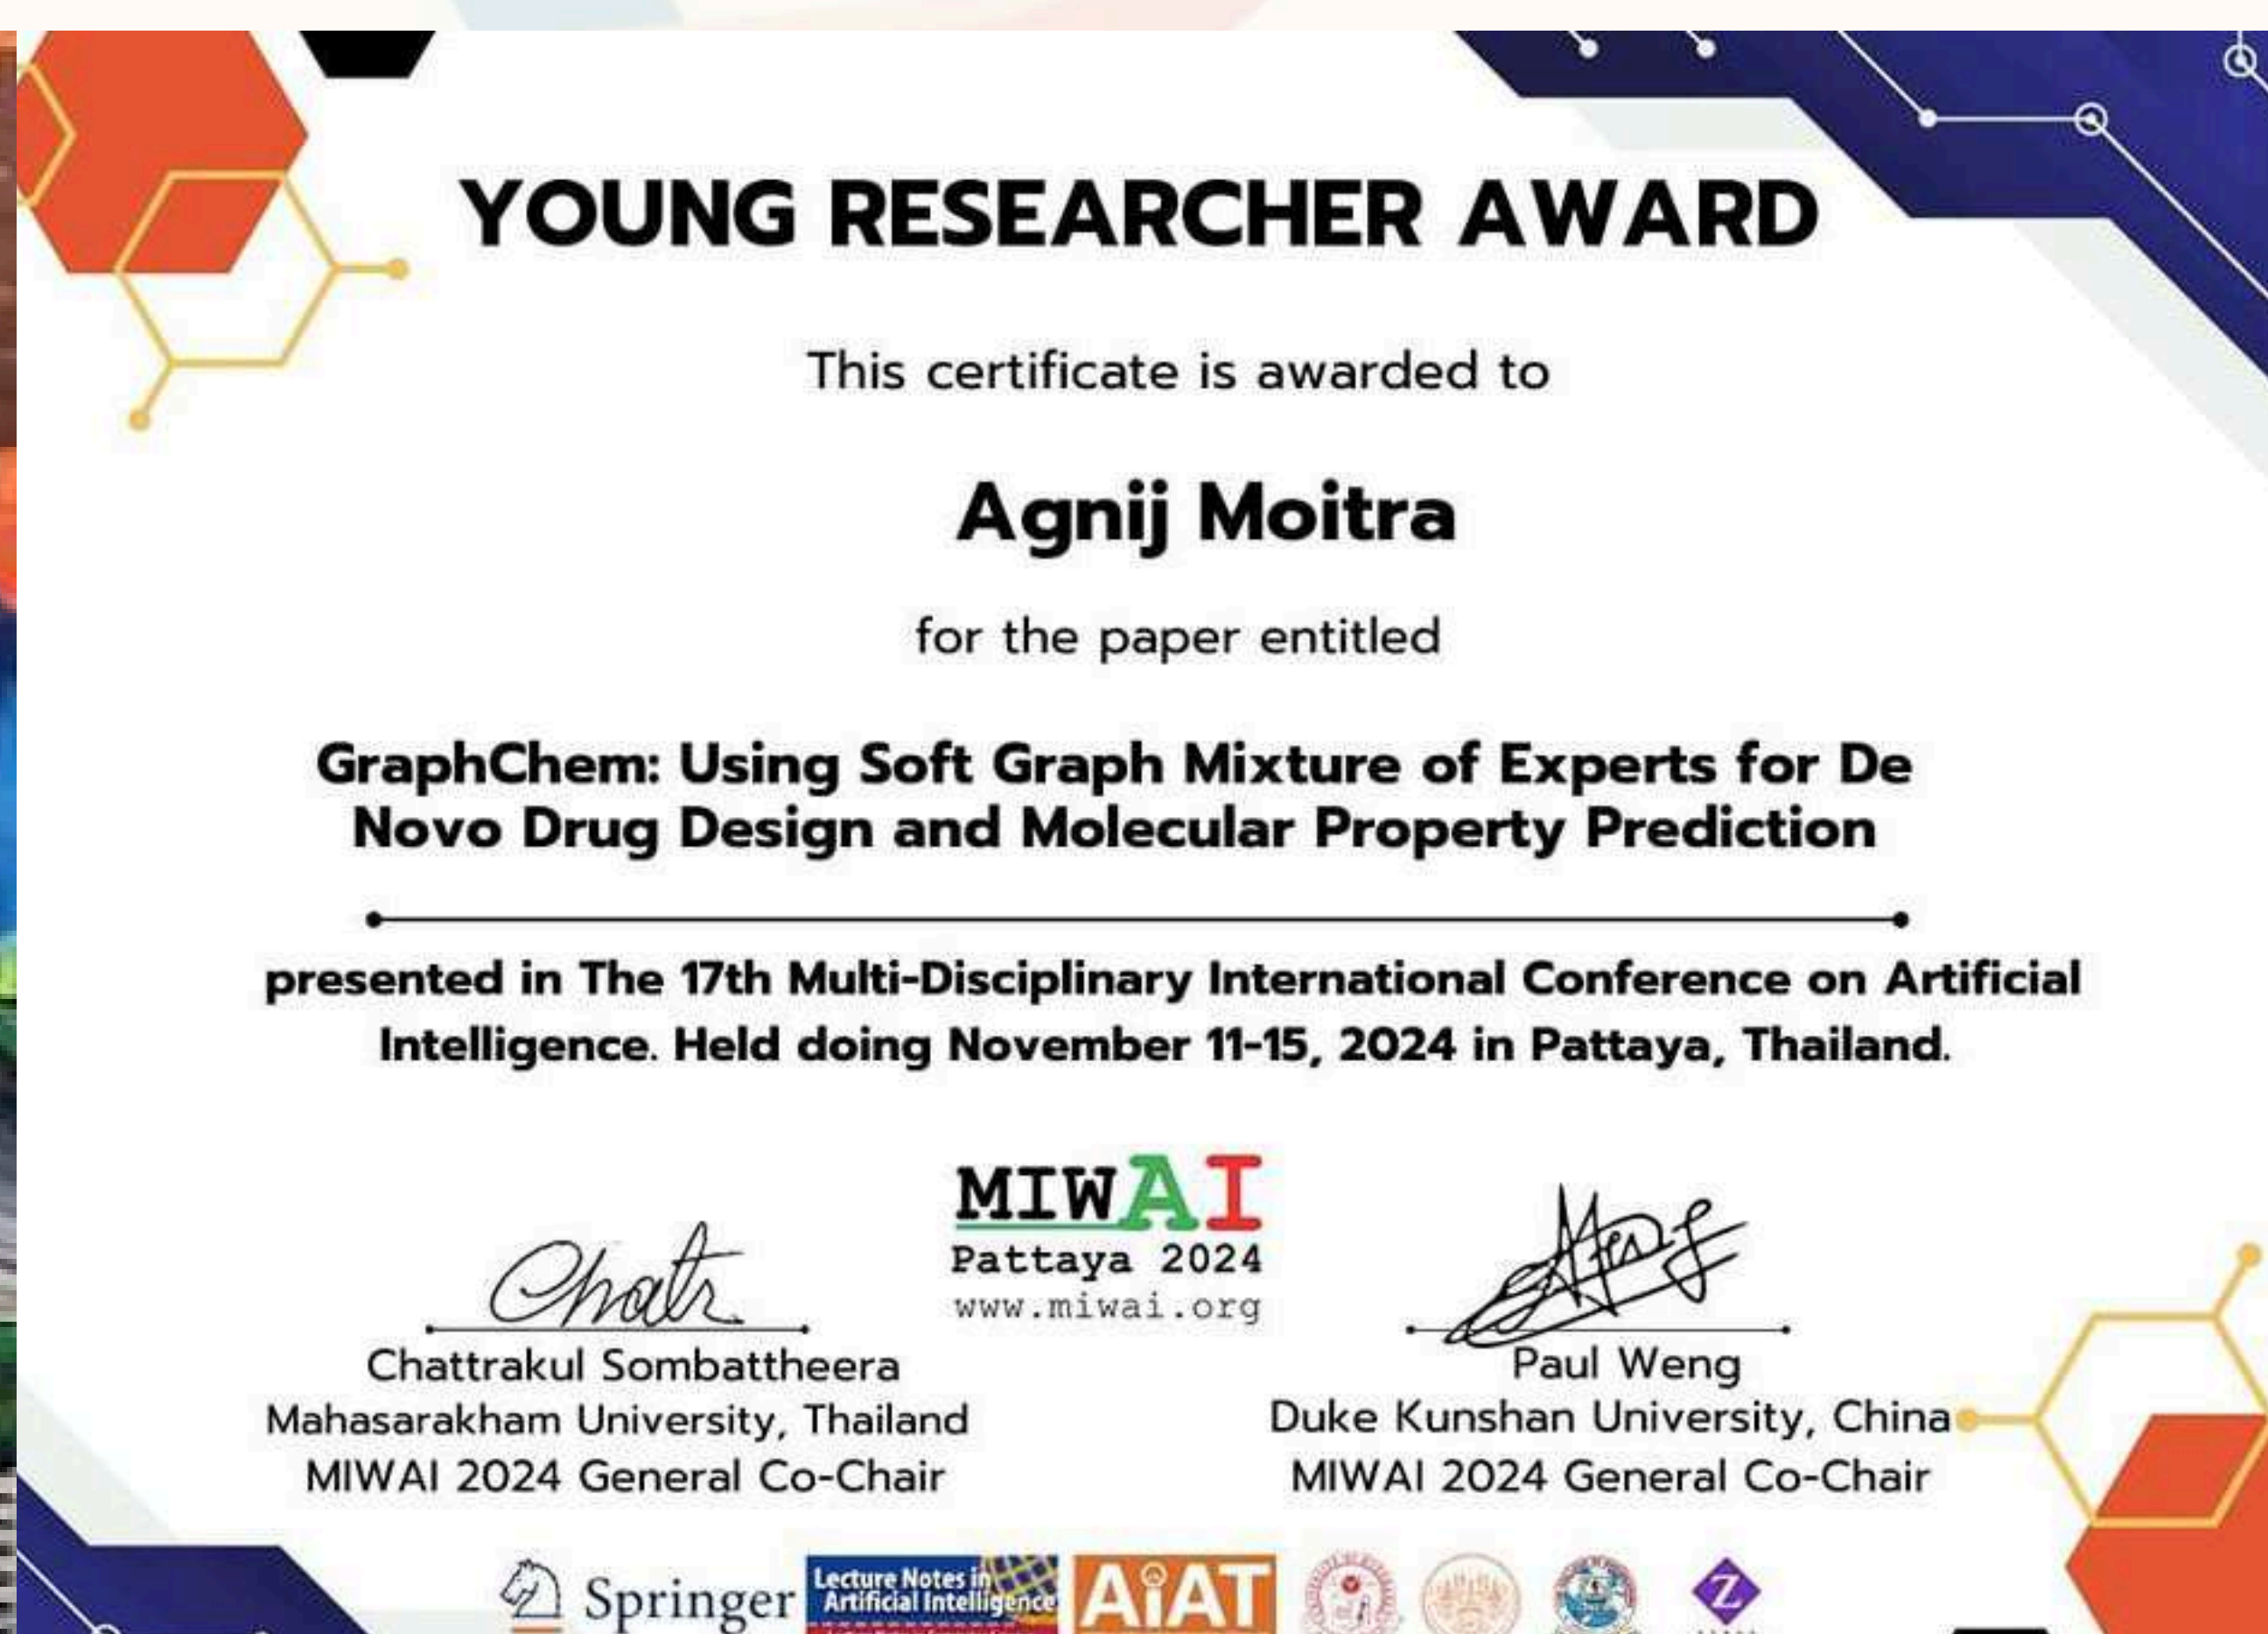 YOUNG RESEARCHER AWARD
This certificate is awarded to
Agnij Moitra
for the paper entitled
GraphChem: Using Soft Graph Mixture of Experts for De
Novo Drug Design and Molecular Property Prediction
presented in The 17th Multi-Disciplinary International Conference on Artificial
Intelligence. Held doing November 11-15, 2024 in Pattaya, Thailand.
MIWAI
Pattaya 2024
www.miwai.org
Chatr
Chattrakul Sombattheera
Mahasarakham University, Thailand
MIWAI 2024 General Co-Chair
Paul Weng
Duke Kunshan University, China
MIWAI 2024 General Co-Chair
Springer
Lecture Notes in
Artificial Intelligence
AiAT
Z